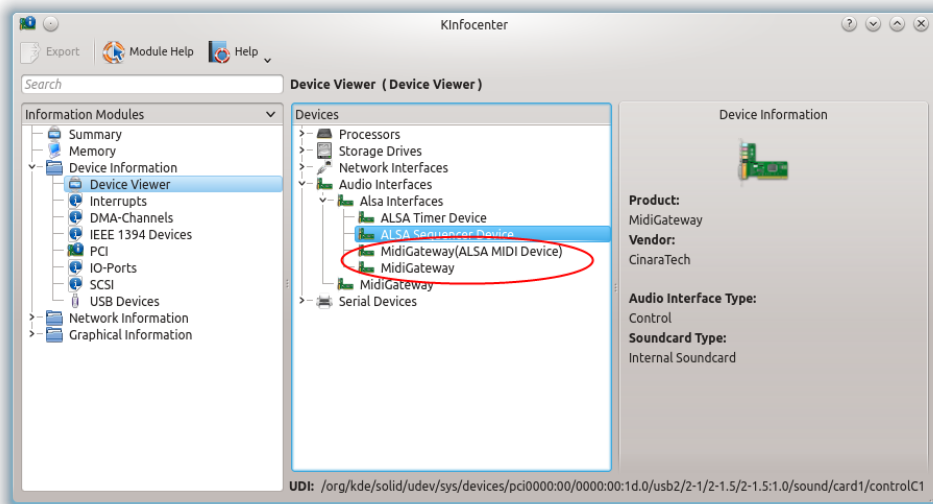 KInfocenter
Export Module Help Help
Search
Device Viewer ( Device Viewer )
Information Modules
Summary
Memory
Device Information
Device Viewer
Interrupts
DMA-Channels
IEEE 1394 Devices
PCI
IO-Ports
SCSI
USB Devices
Network Information
Graphical Information
Devices
Processors
Storage Drives
Network Interfaces
Audio Interfaces
Alsa Interfaces
ALSA Timer Device
ALSA Sequencer Device
MidiGateway(ALSA MIDI Device)
MidiGateway
MidiGateway
Serial Devices
Device Information
Product:
MidiGateway
Vendor:
CinaraTech
Audio Interface Type:
Control
Soundcard Type:
Internal Soundcard
UDI: /org/kde/solid/udev/sys/devices/pci0000:00/0000:00:1d.0/usb2/2-1/2-1.5/2-1.5:1.0/sound/card1/controlC1